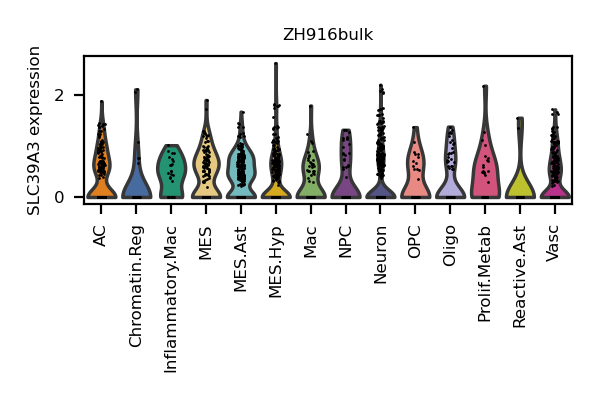 ZH916bulk
SLC39A3 expression
2
0
AC
Chromatin.Reg
Inflammatory.Mac
MES
MES.Ast
MES.Hyp
Mac
NPC
Neuron
OPC
Oligo
Prolif.Metab
Reactive.Ast
Vasc